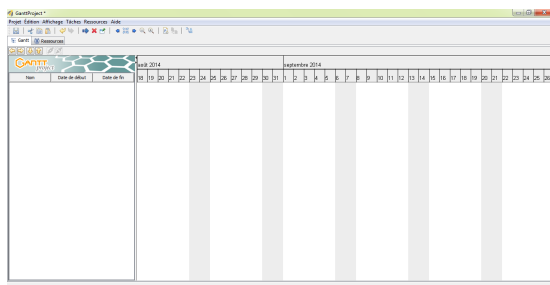 GanttProject *
Projet Édition Affichage Tâches Ressources Aide
Gantt Ressources
GANTT project
août 2014 septembre 2014
Nom Date de début Date de fin 18 19 20 21 22 23 24 25 26 27 28 29 30 31 1 2 3 4 5 6 7 8 9 10 11 12 13 14 15 16 17 18 19 20 21 22 23 24 25 26